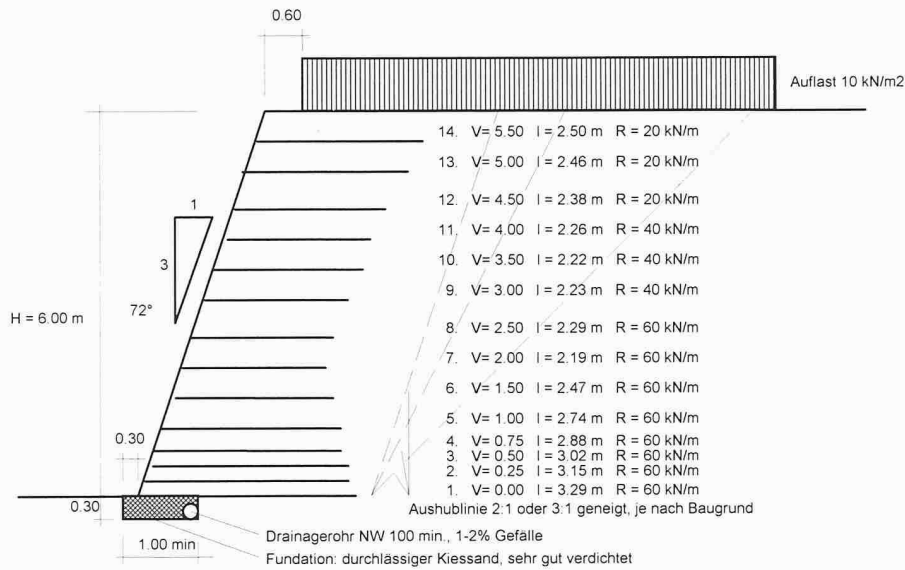 0.60
Auflast 10 kN/m2
14. V= 5.50 l = 2.50 m R = 20 kN/m
13. V= 5.00 l = 2.46 m R = 20 kN/m
12. V= 4.50 l = 2.38 m R = 20 kN/m
11. V= 4.00 l = 2.26 m R = 40 kN/m
10. V= 3.50 l = 2.22 m R = 40 kN/m
9. V= 3.00 l = 2.23 m R = 40 kN/m
8. V= 2.50 l = 2.29 m R = 60 kN/m
7. V= 2.00 l = 2.19 m R = 60 kN/m
6. V= 1.50 l = 2.47 m R = 60 kN/m
5. V= 1.00 l = 2.74 m R = 60 kN/m
4. V= 0.75 l = 2.88 m R = 60 kN/m
3. V= 0.50 l = 3.02 m R = 60 kN/m
2. V= 0.25 l = 3.15 m R = 60 kN/m
1. V= 0.00 l = 3.29 m R = 60 kN/m
1
3
72°
H = 6.00 m
0.30
0.30
Aushublinie 2:1 oder 3:1 geneigt, je nach Baugrund
Drainagerohr NW 100 min., 1-2% Gefälle
1.00 min
Fundation: durchlässiger Kiessand, sehr gut verdichtet